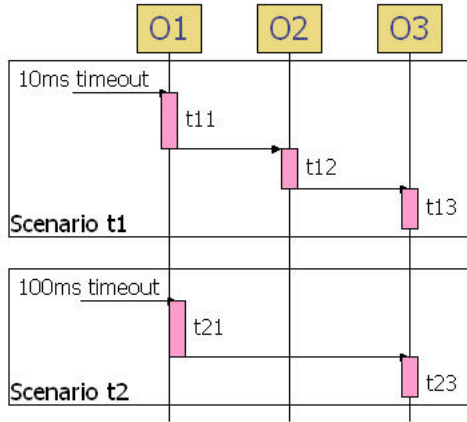 O1 O2 O3
10ms timeout
t11
t12
t13
Scenario t1
100ms timeout
t21
t23
Scenario t2